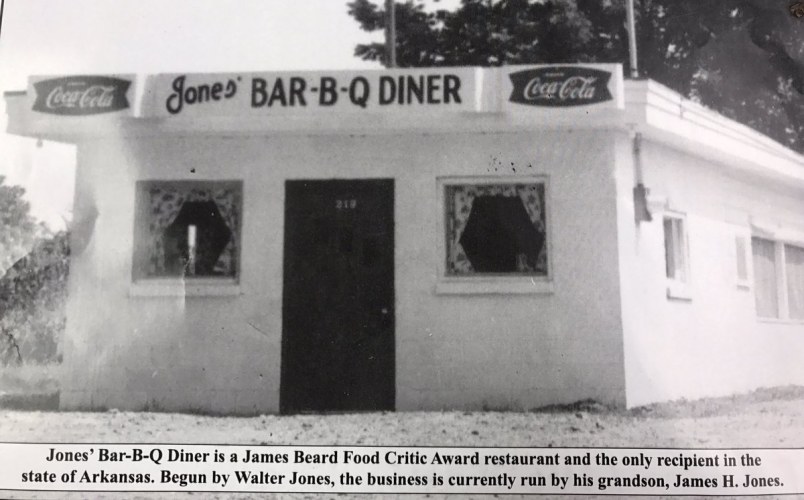 Coca-Cola Jones' BAR-B-Q DINER Coca-Cola
219
Jones' Bar-B-Q Diner is a James Beard Food Critic Award restaurant and the only recipient in the
state of Arkansas. Begun by Walter Jones, the business is currently run by his grandson, James H. Jones.